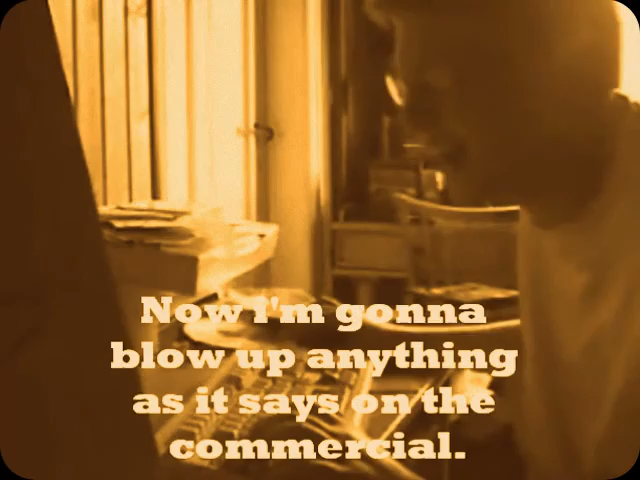 Now I'm gonna
blow up anything
as it says on the
commercial.